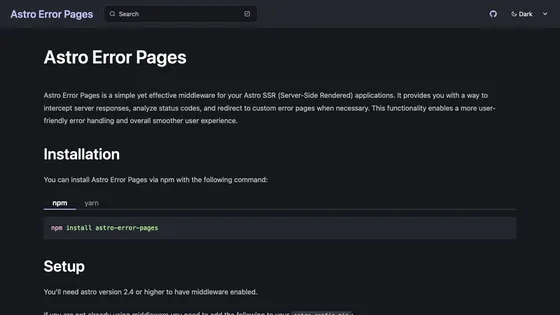 Astro Error Pages
Search
Dark
Astro Error Pages
Astro Error Pages is a simple yet effective middleware for your Astro SSR (Server-Side Rendered) applications. It provides you with a way to
intercept server responses, analyze status codes, and redirect to custom error pages when necessary. This functionality enables a more user-
friendly error handling and overall smoother user experience.
Installation
You can install Astro Error Pages via npm with the following command:
npm yarn
npm install astro-error-pages
Setup
You'll need astro version 2.4 or higher to have middleware enabled.
If you are not already using middleware you need to add the following to your